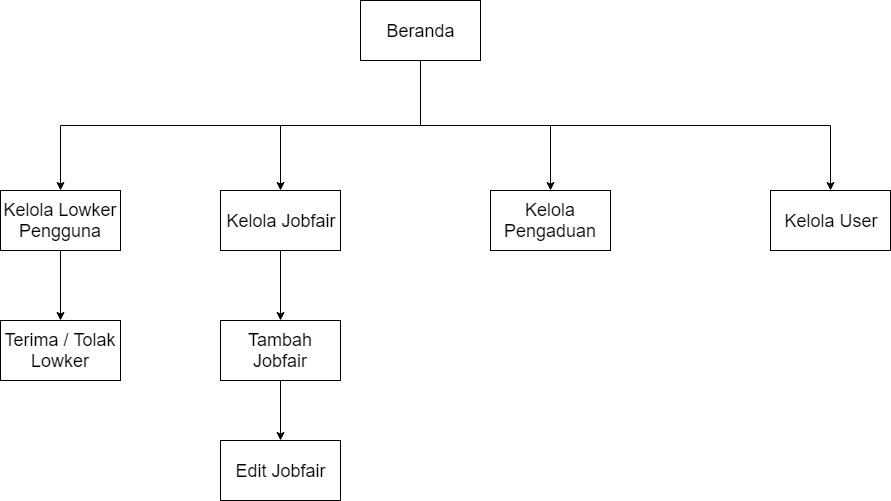 Beranda
Kelola Lowker
Pengguna
Kelola Jobfair
Kelola
Pengaduan
Kelola User
Terima / Tolak
Lowker
Tambah
Jobfair
Edit Jobfair